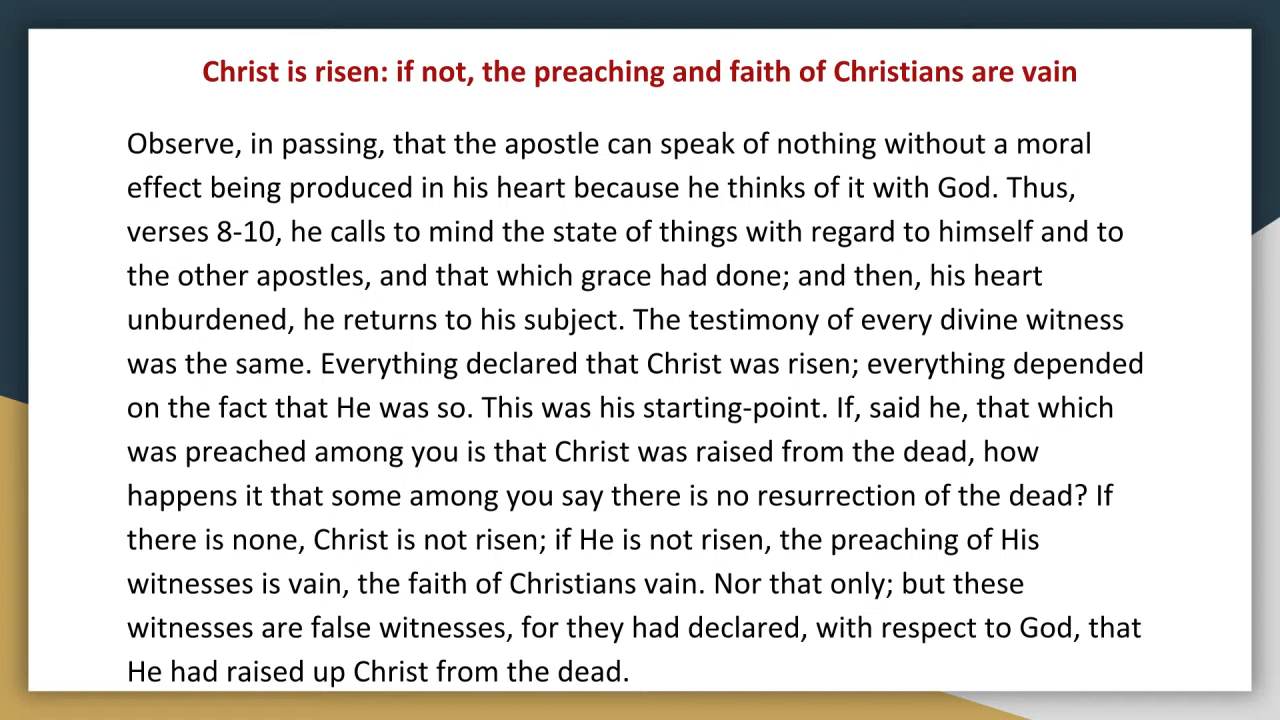 Christ is risen: if not, the preaching and faith of Christians are vain
Observe, in passing, that the apostle can speak of nothing without a moral
effect being produced in his heart because he thinks of it with God. Thus,
verses 8-10, he calls to mind the state of things with regard to himself and to
the other apostles, and that which grace had done; and then, his heart
unburdened, he returns to his subject. The testimony of every divine witness
was the same. Everything declared that Christ was risen; everything depended
on the fact that He was so. This was his starting-point. If, said he, that which
was preached among you is that Christ was raised from the dead, how
happens it that some among you say there is no resurrection of the dead? If
there is none, Christ is not risen; if He is not risen, the preaching of His
witnesses is vain, the faith of Christians vain. Nor that only; but these
witnesses are false witnesses, for they had declared, with respect to God, that
He had raised up Christ from the dead.